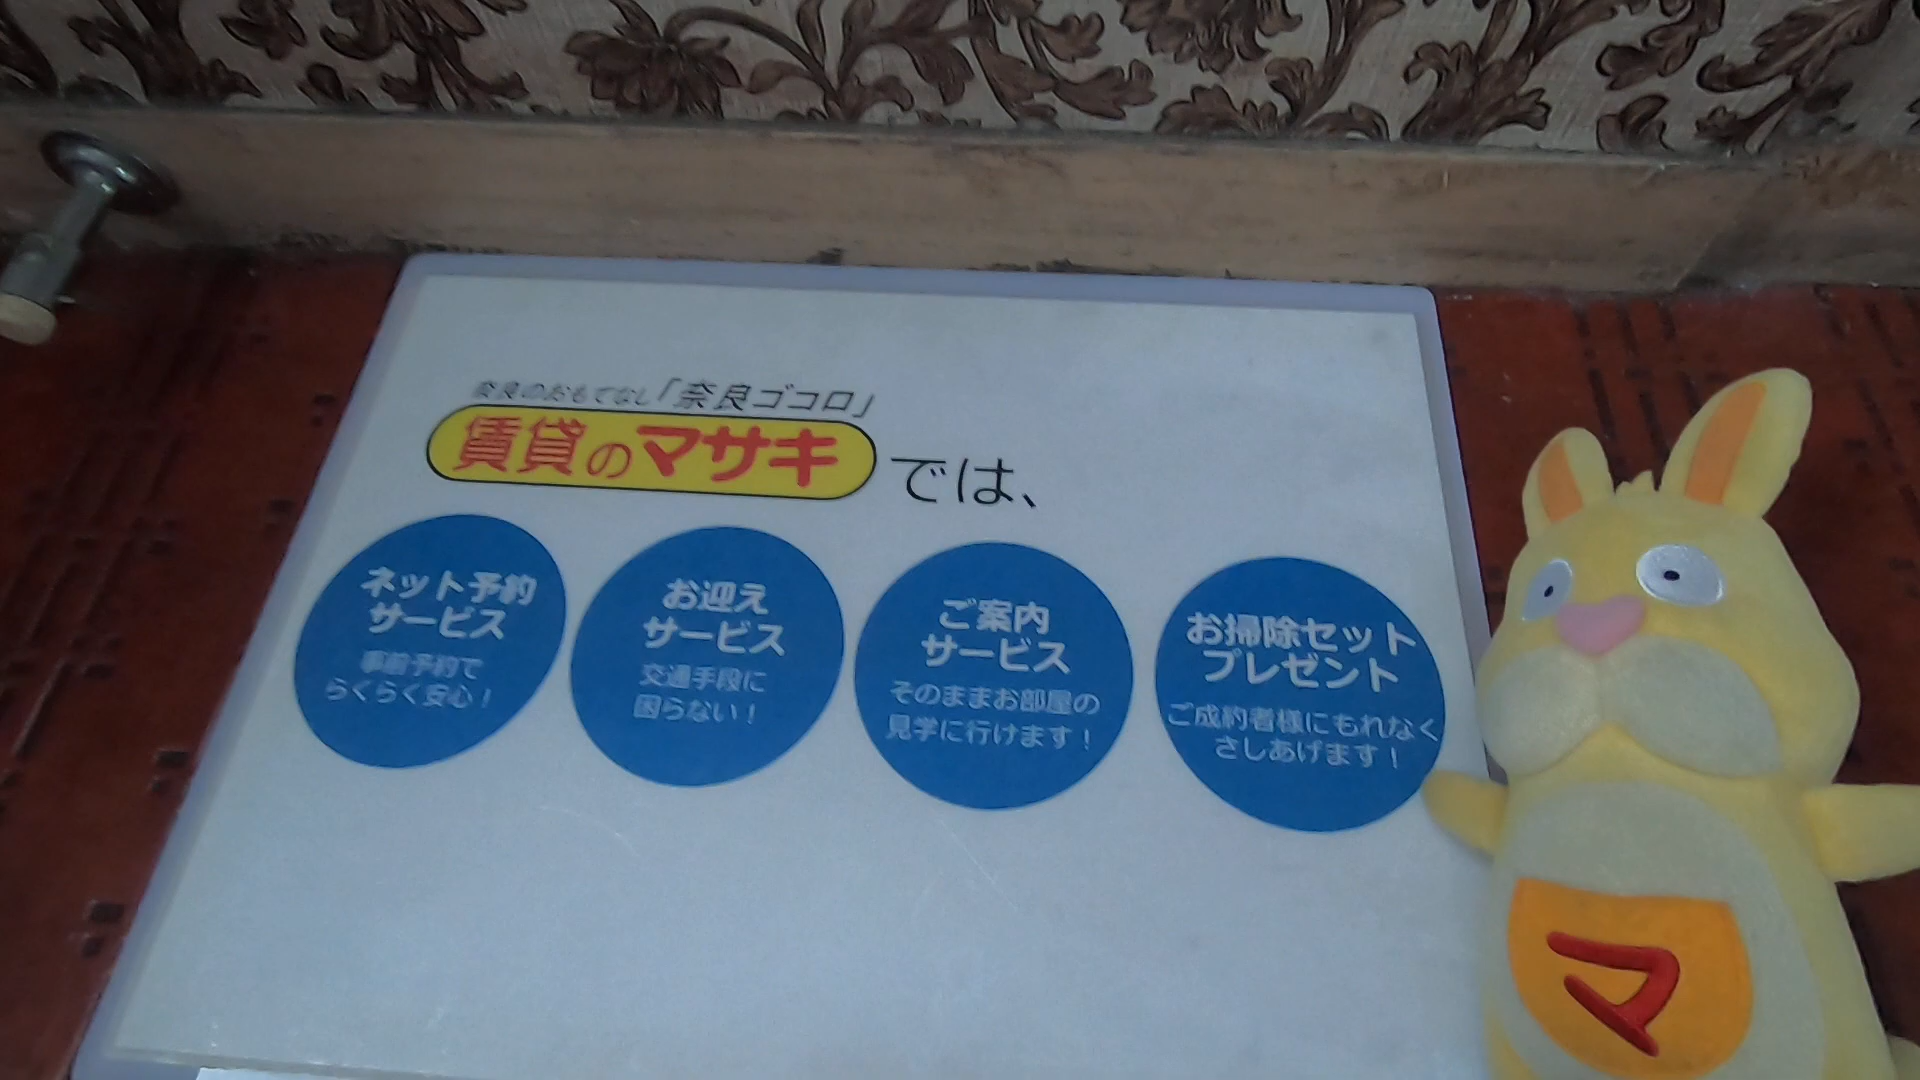 奈良のおもてなし「奈良ゴコロ」
賃貸のマサキでは、
ネット予約
サービス
事前予約で
らくらく安心！
お迎え
サービス
交通手段に
困らない！
ご案内
サービス
そのままお部屋の
見学に行けます！
お掃除セット
プレゼント
ご成約者様にもれなく
さしあげます！
マ